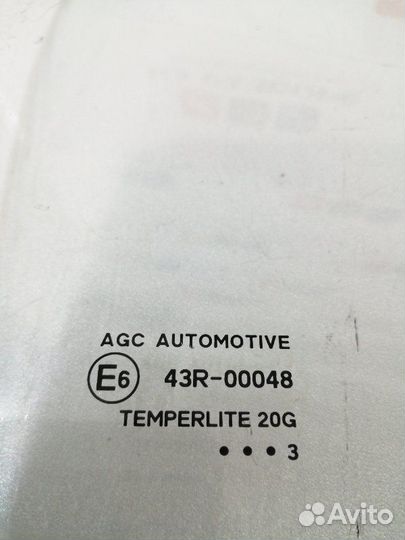 AGC AUTOMOTIVE
E6 43R-00048
TEMPERLITE 20G
• • • 3
Avito